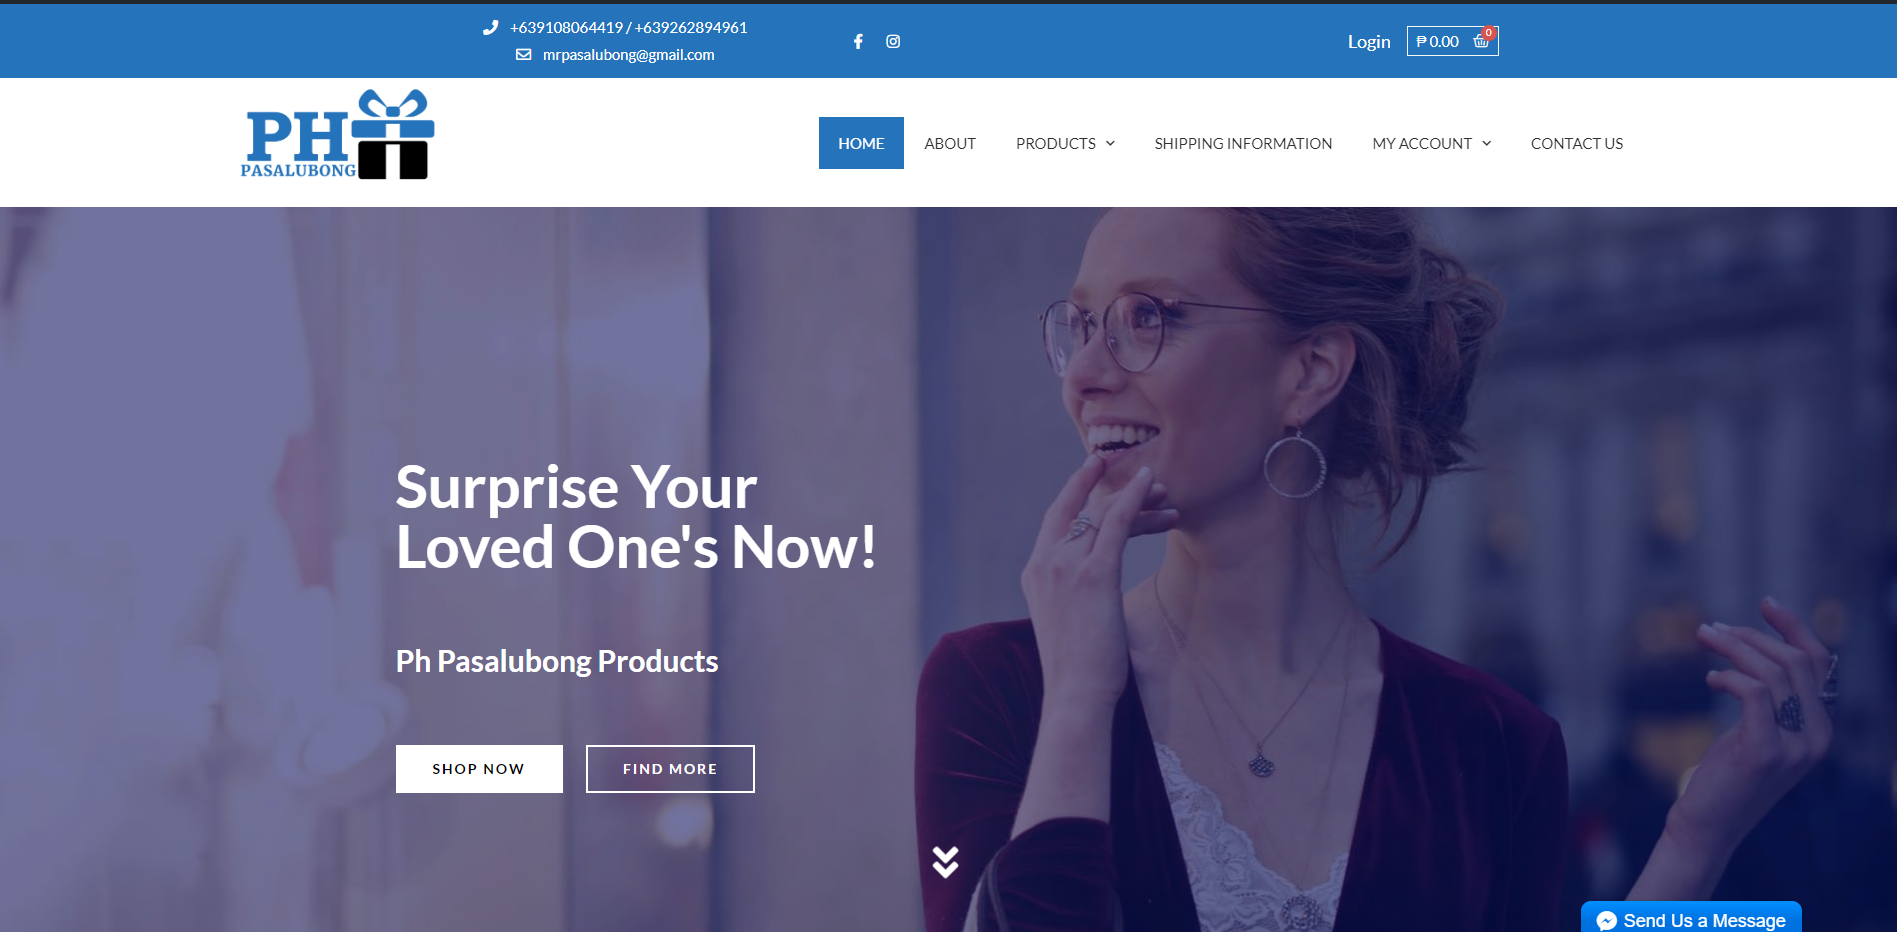 +639108064419 / +639262894961
mrpasalubong@gmail.com
Login
₱ 0.00
0
PH
PASALUBONG
HOME
ABOUT
PRODUCTS
SHIPPING INFORMATION
MY ACCOUNT
CONTACT US
Surprise Your
Loved One's Now!
Ph Pasalubong Products
SHOP NOW
FIND MORE
Send Us a Message